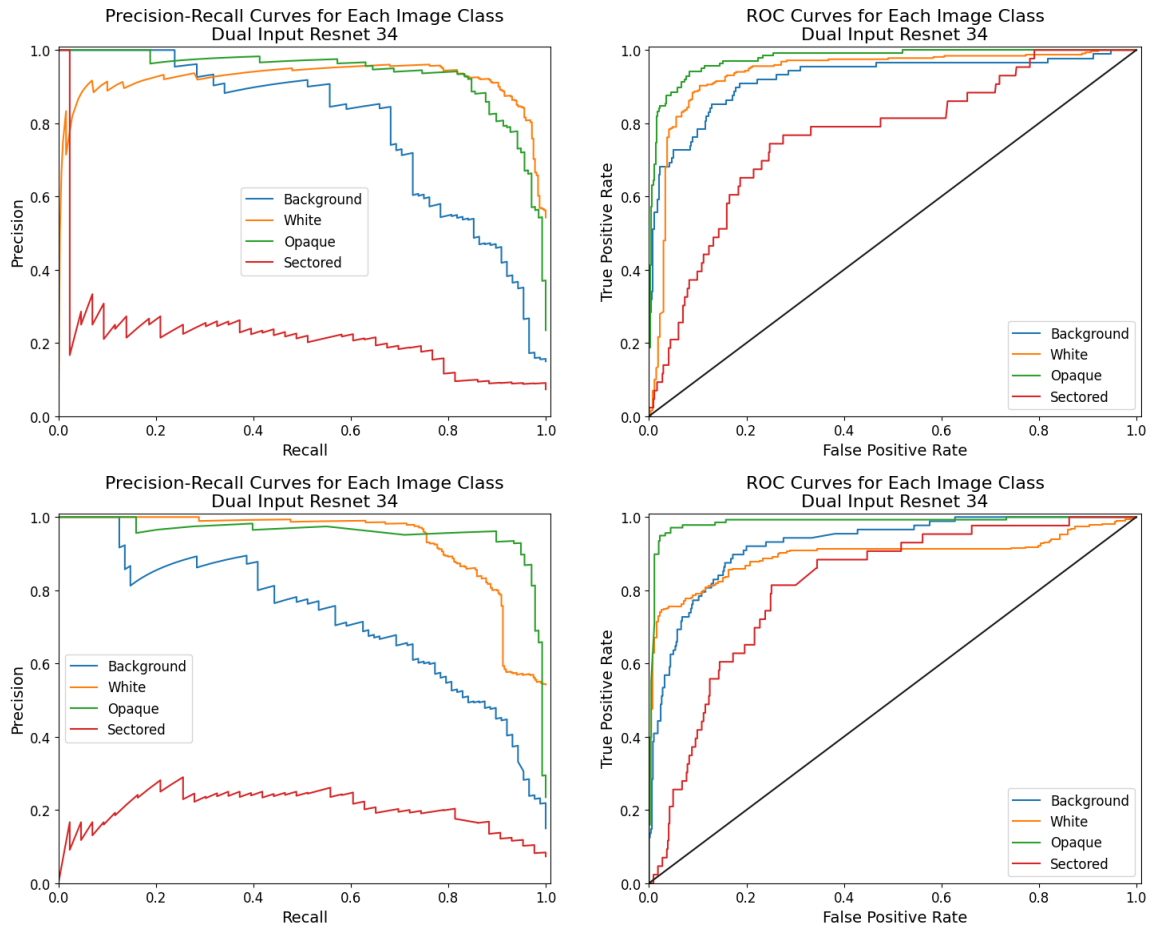 Precision-Recall Curves for Each Image Class
Dual Input Resnet 34
1.0
0.8
0.6
0.4
0.2
0.0
Precision
Background
White
Opaque
Sectored
0.0 0.2 0.4 0.6 0.8 1.0
Recall
ROC Curves for Each Image Class
Dual Input Resnet 34
1.0
0.8
0.6
0.4
0.2
0.0
True Positive Rate
Background
White
Opaque
Sectored
0.0 0.2 0.4 0.6 0.8 1.0
False Positive Rate
Precision-Recall Curves for Each Image Class
Dual Input Resnet 34
1.0
0.8
0.6
0.4
0.2
0.0
Precision
Background
White
Opaque
Sectored
0.0 0.2 0.4 0.6 0.8 1.0
Recall
ROC Curves for Each Image Class
Dual Input Resnet 34
1.0
0.8
0.6
0.4
0.2
0.0
True Positive Rate
Background
White
Opaque
Sectored
0.0 0.2 0.4 0.6 0.8 1.0
False Positive Rate